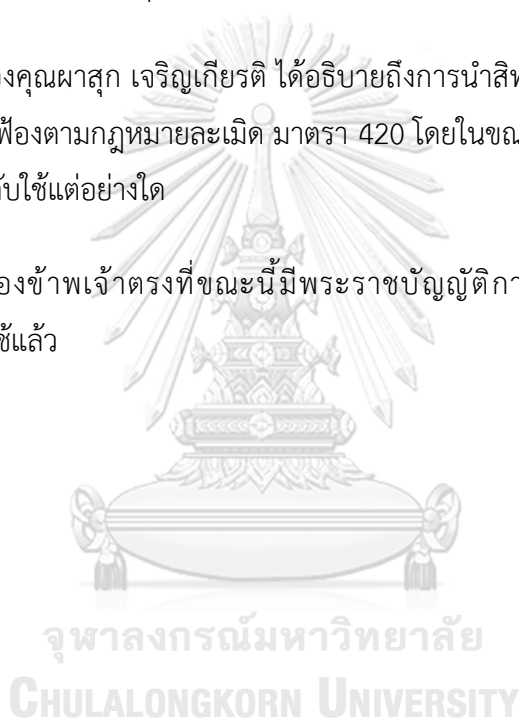 งคุณผาสุก เจริญเกียรติ ได้อธิบายถึงการนำสิท
ฟ้องตามกฎหมายละเมิด มาตรา 420 โดยในขณ
ับใช้แต่อย่างใด
องข้าพเจ้าตรงที่ขณะนี้มีพระราชบัญญัติกา
ช้แล้ว
จุฬาลงกรณ์มหาวิทยาลัย
CHULALONGKORN UNIVERSITY